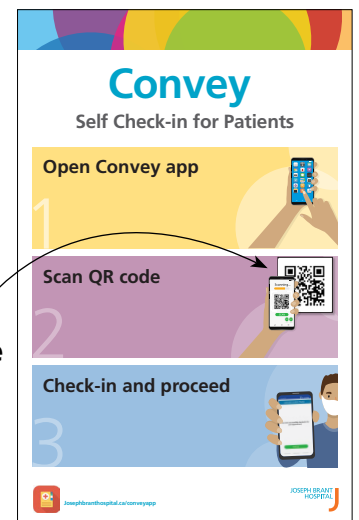 Convey
Self Check-in for Patients
Open Convey app
1
Scan QR code
2
e
Check-in and proceed
3
Josephbranthospital.ca/conveyapp
JOSEPH BRANT
HOSPITAL